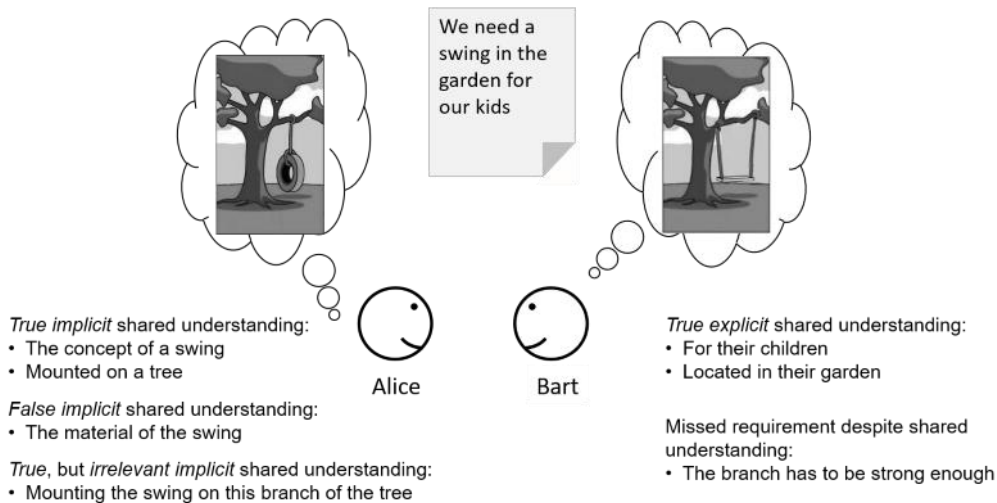 We need a
swing in the
garden for
our kids
Alice
Bart
True implicit shared understanding:
• The concept of a swing
• Mounted on a tree
False implicit shared understanding:
• The material of the swing
True, but irrelevant implicit shared understanding:
• Mounting the swing on this branch of the tree
True explicit shared understanding:
• For their children
• Located in their garden
Missed requirement despite shared
understanding:
• The branch has to be strong enough